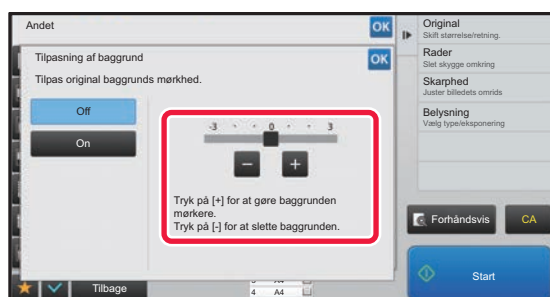 Andet
OK
Tilpasning af baggrund
OK
Tilpas original baggrunds mørkhed.
Off
On
-3 0 3
Tryk på [+] for at gøre baggrunden
mørkere.
Tryk på [-] for at slette baggrunden.
Tilbage
4 A4
Original
Skift størrelse/retning.
Rader
Slet skygge omkring
Skarphed
Juster billedets omrids
Belysning
Vælg type/eksponering
Forhåndsvis
CA
Start